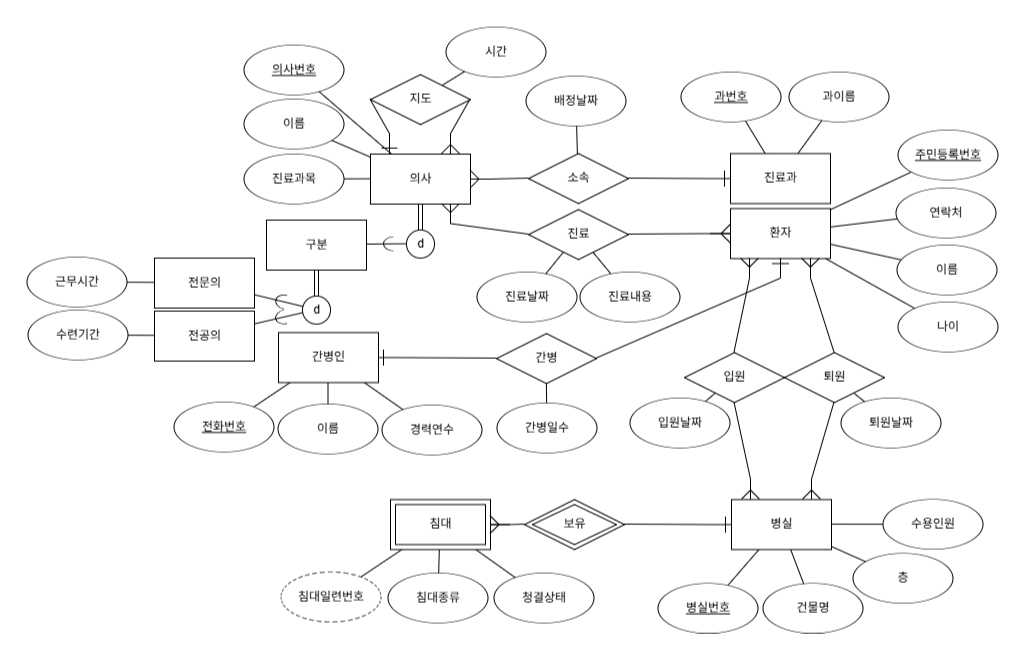 시간
의사번호
지도
배정날짜
과번호
과이름
이름
주민등록번호
진료과목
의사
소속
진료과
연락처
환자
진료
구분
d
이름
근무시간
전문의
진료날짜
진료내용
d
수련기간
전공의
나이
간병인
간병
입원
퇴원
전화번호
이름
경력연수
간병일수
입원날짜
퇴원날짜
침대
보유
병실
수용인원
층
침대일련번호
침대종류
청결상태
병실번호
건물명